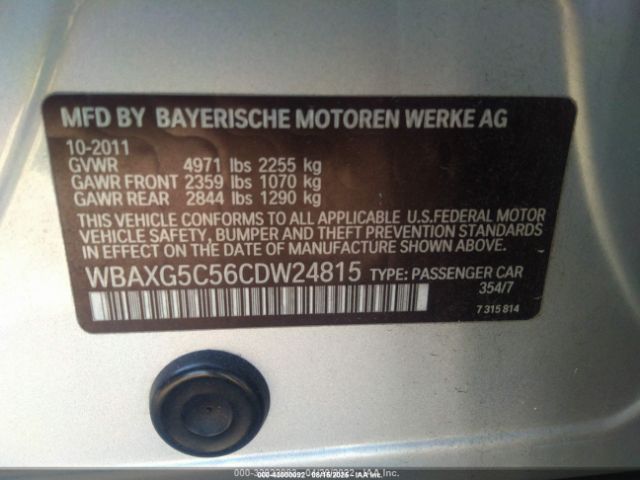 MFD BY BAYERISCHE MOTOREN WERKE AG
10-2011
GVWR 4971 lbs 2255 kg
GAWR FRONT 2359 lbs 1070 kg
GAWR REAR 2844 lbs 1290 kg
THIS VEHICLE CONFORMS TO ALL APPLICABLE U.S.FEDERAL MOTOR
VEHICLE SAFETY, BUMPER AND THEFT PREVENTION STANDARDS
IN EFFECT ON THE DATE OF MANUFACTURE SHOWN ABOVE.
WBAXG5C56CDW24815 TYPE: PASSENGER CAR
354/7
7 315 814
IAA Inc.